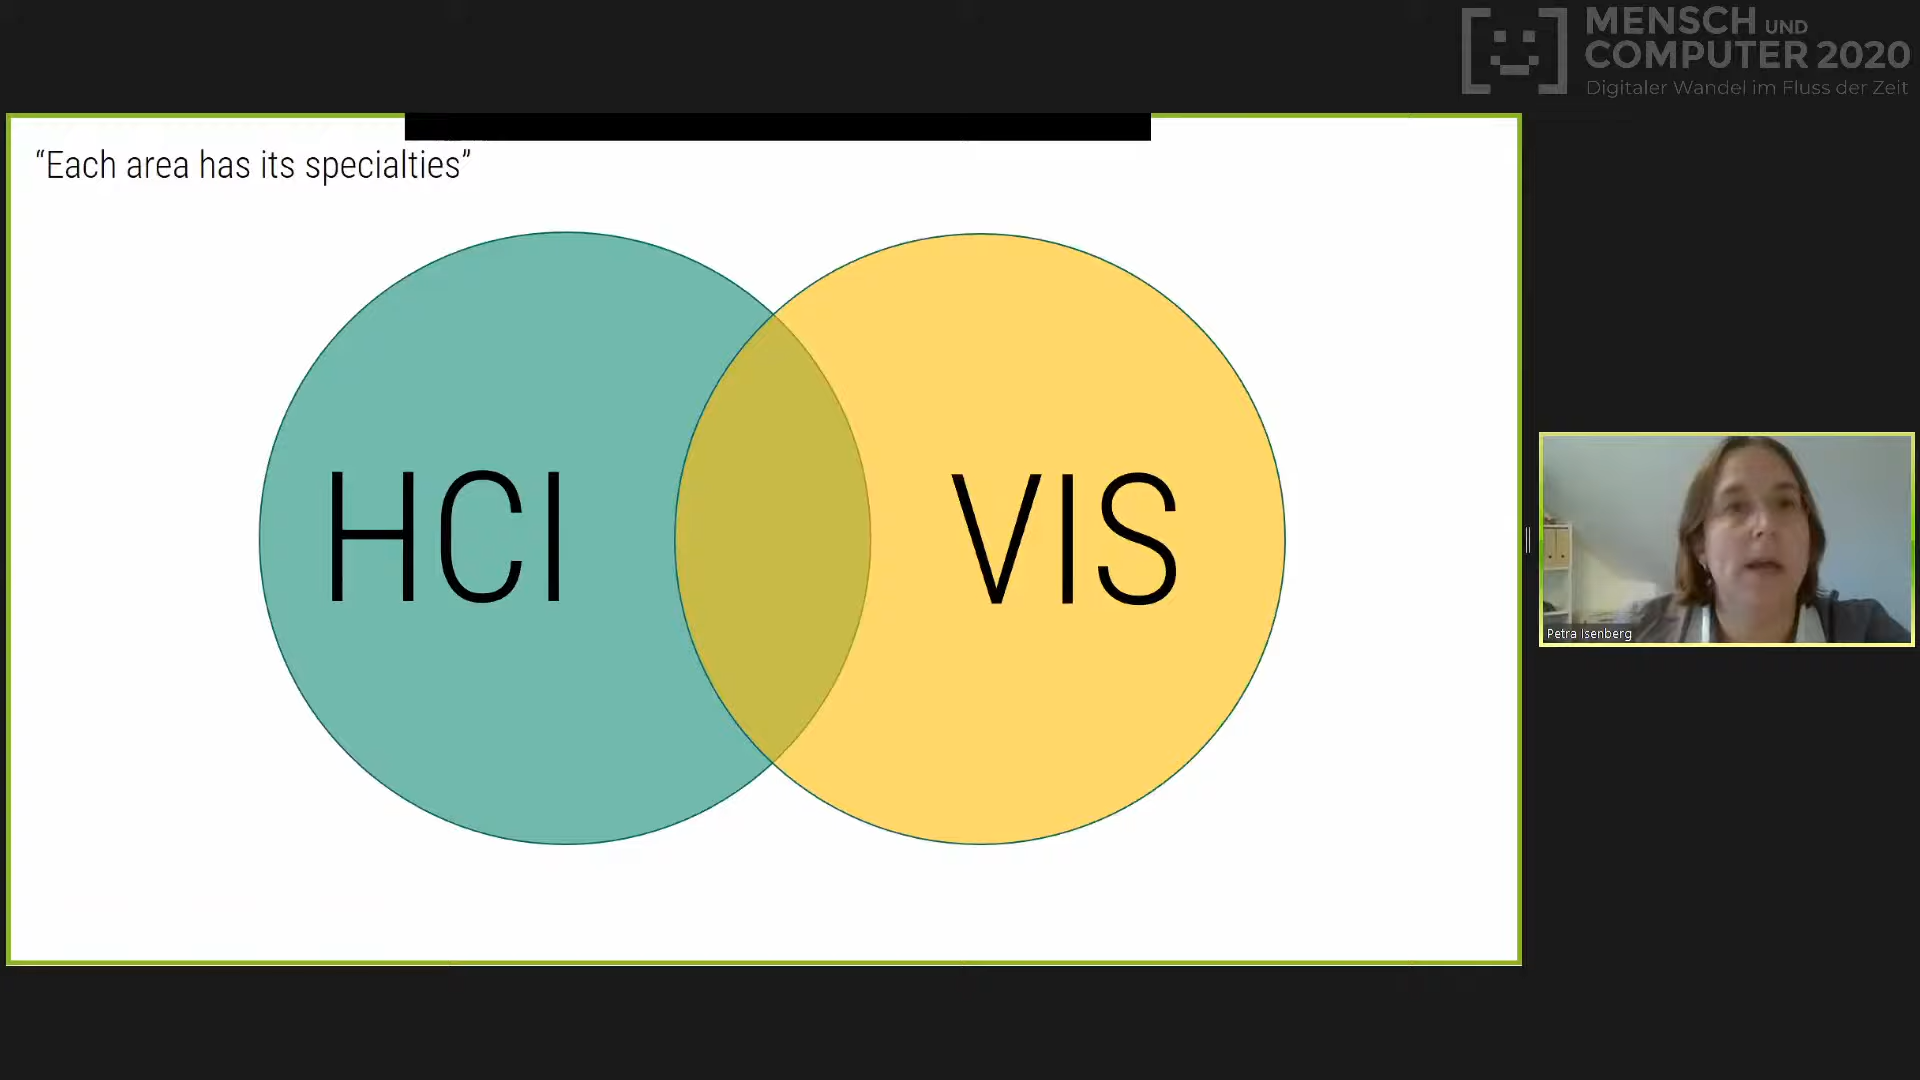 MENSCH UND
COMPUTER 2020
Digitaler Wandel im Fluss der Zeit
“Each area has its specialties”
HCI
VIS
Petra Isenberg